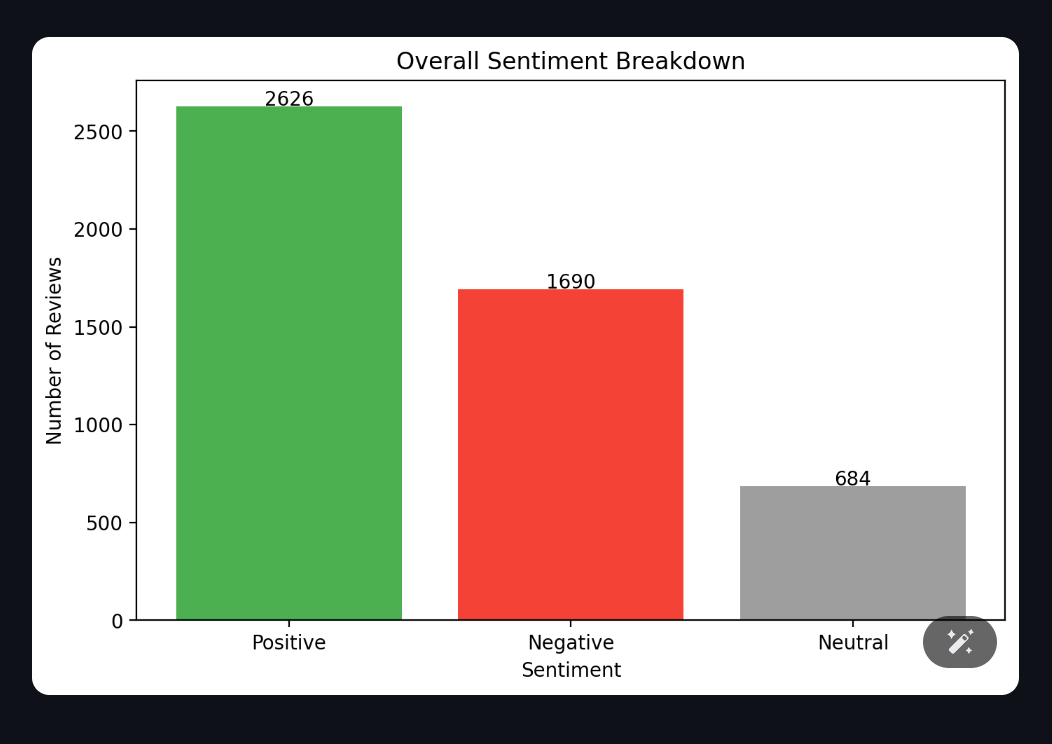 Overall Sentiment Breakdown
2626
1690
684
2500
2000
1500
1000
500
0
Number of Reviews
Positive Negative Neutral
Sentiment